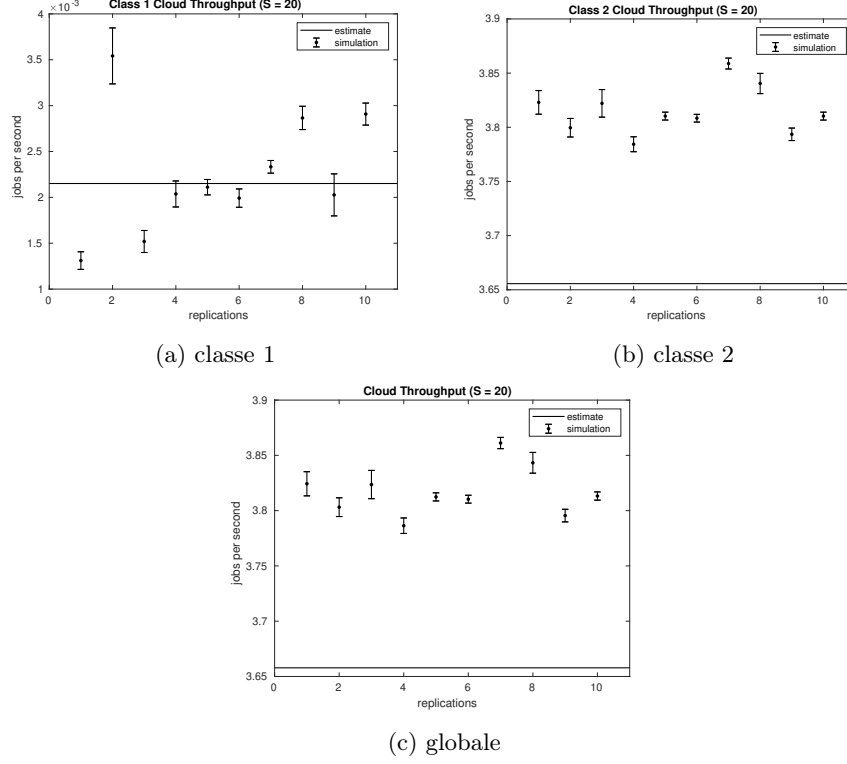 Class 1 Cloud Throughput (S = 20)
× 10⁻³
4
3.5
3
2.5
2
1.5
1
jobs per second
0 2 4 6 8 10
replications
estimate
simulation
(a) classe 1
Class 2 Cloud Throughput (S = 20)
3.9
3.85
3.8
3.75
3.7
3.65
jobs per second
0 2 4 6 8 10
replications
estimate
simulation
(b) classe 2
Cloud Throughput (S = 20)
3.9
3.85
3.8
3.75
3.7
3.65
jobs per second
0 2 4 6 8 10
replications
estimate
simulation
(c) globale